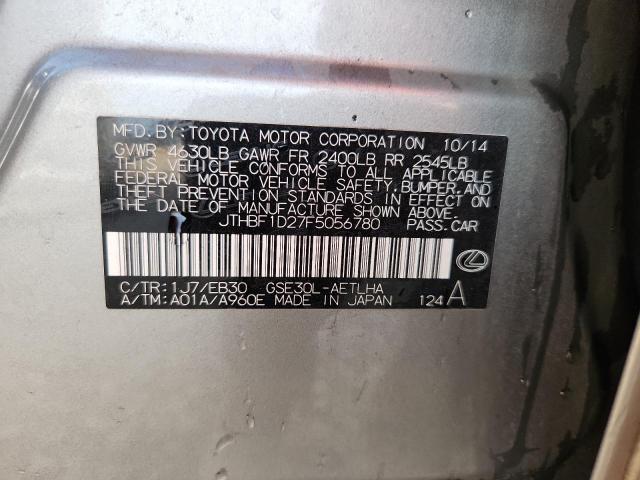 MFD. BY: TOYOTA MOTOR CORPORATION 10/14
GVWR 4630LB GAWR FR 2400LB RR 2545LB
THIS VEHICLE CONFORMS TO ALL APPLICABLE
FEDERAL MOTOR VEHICLE SAFETY, BUMPER, AND
THEFT PREVENTION STANDARDS IN EFFECT ON
THE DATE OF MANUFACTURE SHOWN ABOVE.
JTHBF1D27F5056780 PASS.CAR
C/TR: 1J7/EB30 GSE30L-AETLHA
A/TM: A01A/A960E MADE IN JAPAN 124 A